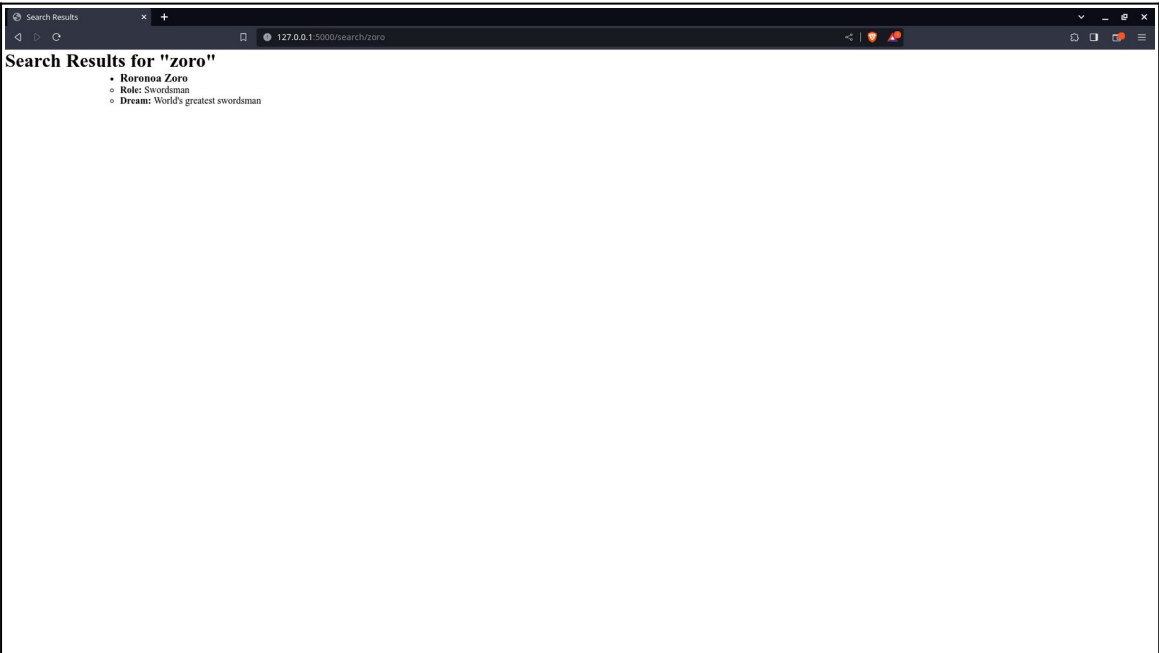 Search Results
127.0.0.1:5000/search/zoro
Search Results for "zoro"
Roronoa Zoro
Role: Swordsman
Dream: World's greatest swordsman